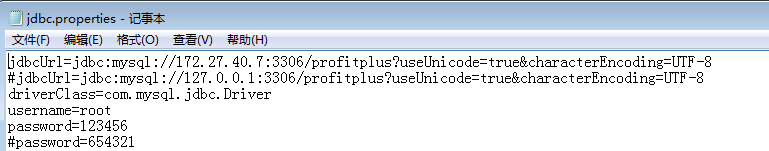 jdbc.properties - 记事本
文件(F) 编辑(E) 格式(O) 查看(V) 帮助(H)
jdbcUrl=jdbc:mysql://172.27.40.7:3306/profitplus?useUnicode=true&characterEncoding=UTF-8
#jdbcUrl=jdbc:mysql://127.0.0.1:3306/profitplus?useUnicode=true&characterEncoding=UTF-8
driverClass=com.mysql.jdbc.Driver
username=root
password=123456
#password=654321